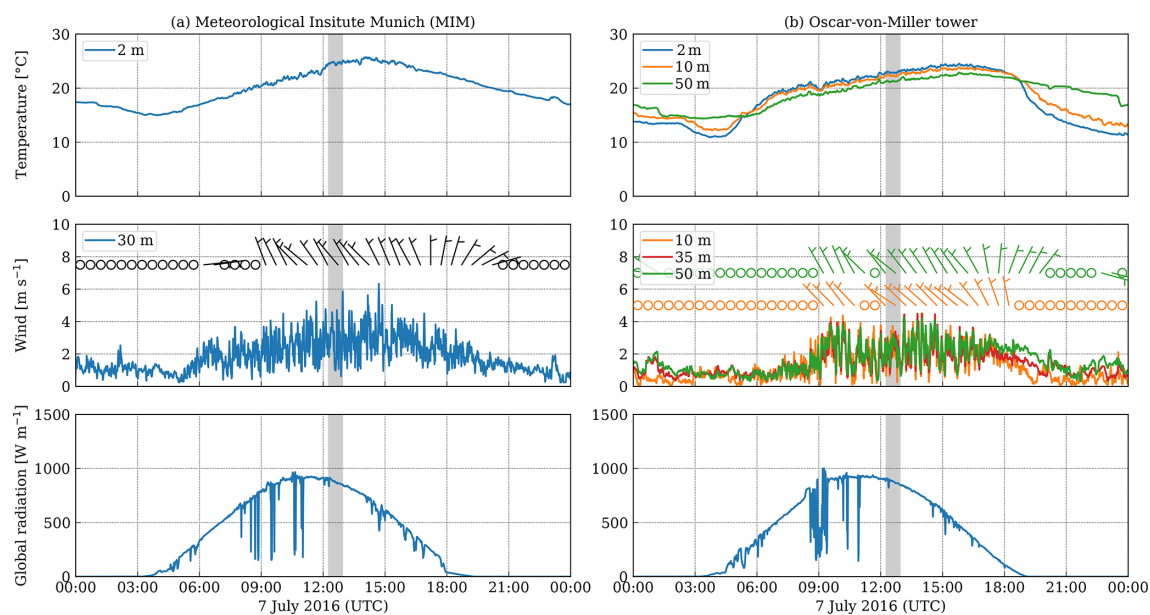 (a) Meteorological Insitute Munich (MIM)
(b) Oscar-von-Miller tower
Temperature [°C]
30
20
10
0
2 m
30
20
10
0
2 m
10 m
50 m
Wind [m s⁻¹]
10
8
6
4
2
0
30 m
10
8
6
4
2
0
10 m
35 m
50 m
Global radiation [W m⁻¹]
1500
1000
500
0
1500
1000
500
0
00:00 03:00 06:00 09:00 12:00 15:00 18:00 21:00 00:00
00:00 03:00 06:00 09:00 12:00 15:00 18:00 21:00 00:00
7 July 2016 (UTC)
7 July 2016 (UTC)